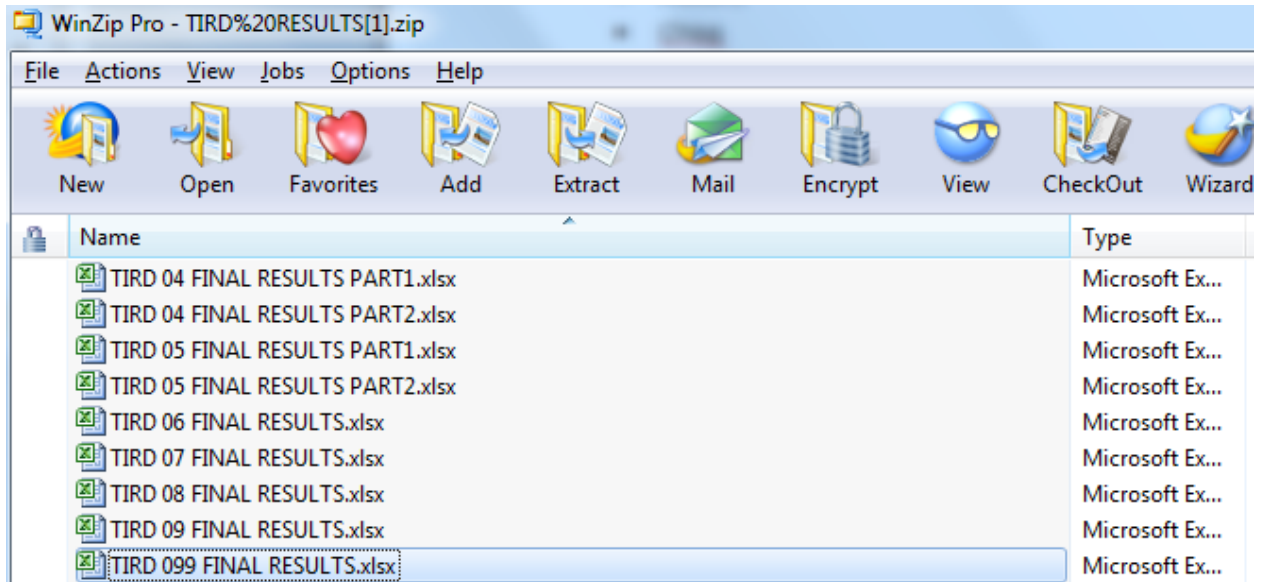 WinZip Pro - TIRD%20RESULTS[1].zip
File Actions View Jobs Options Help
New Open Favorites Add Extract Mail Encrypt View CheckOut Wizard
Name Type
TIRD 04 FINAL RESULTS PART1.xlsx Microsoft Ex...
TIRD 04 FINAL RESULTS PART2.xlsx Microsoft Ex...
TIRD 05 FINAL RESULTS PART1.xlsx Microsoft Ex...
TIRD 05 FINAL RESULTS PART2.xlsx Microsoft Ex...
TIRD 06 FINAL RESULTS.xlsx Microsoft Ex...
TIRD 07 FINAL RESULTS.xlsx Microsoft Ex...
TIRD 08 FINAL RESULTS.xlsx Microsoft Ex...
TIRD 09 FINAL RESULTS.xlsx Microsoft Ex...
TIRD 099 FINAL RESULTS.xlsx Microsoft Ex...